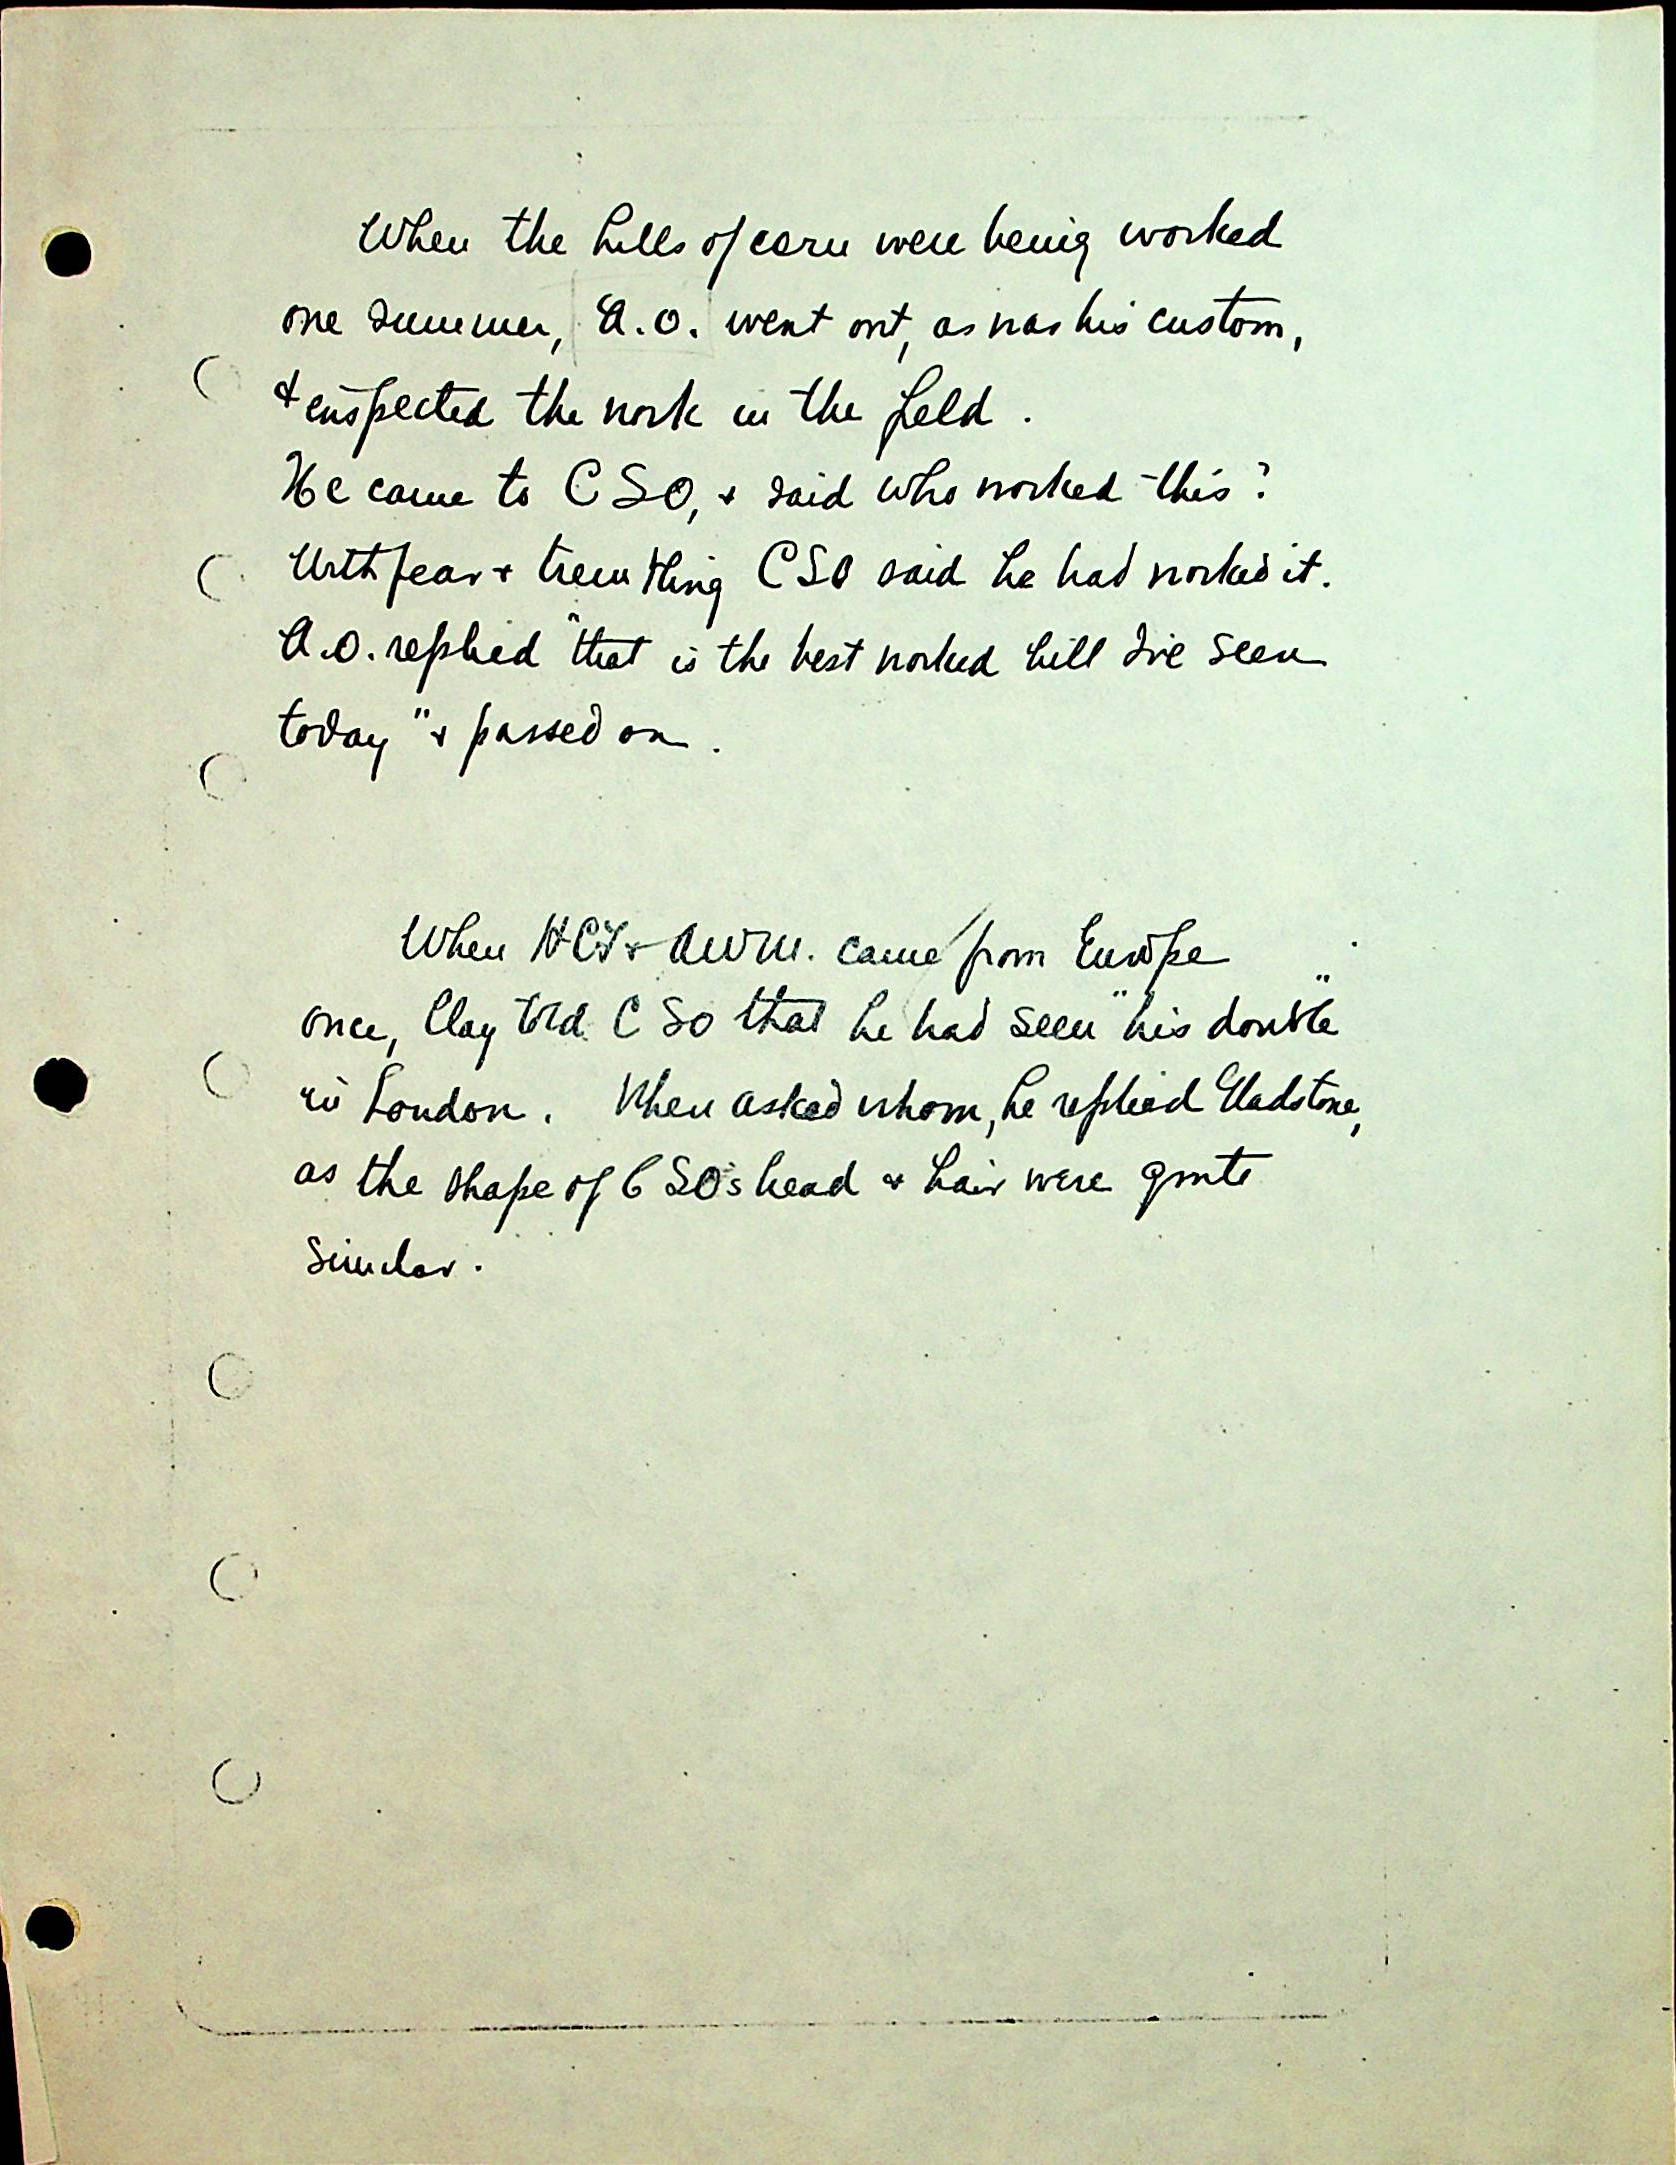 When the hills of corn were being worked
one summer, A.O. went out, as was his custom,
& inspected the work in the field.
He came to CSO, & said who worked this?
With fear & trembling CSO said he had worked it.
A.O. replied "that is the best worked hill I've seen
today" & passed on.
When HCT & AWM. came from Europe
once, Clay told CSO that he had seen "his double"
in London. When asked whom, he replied Gladstone,
as the shape of CSO's head & hair were quite
similar.